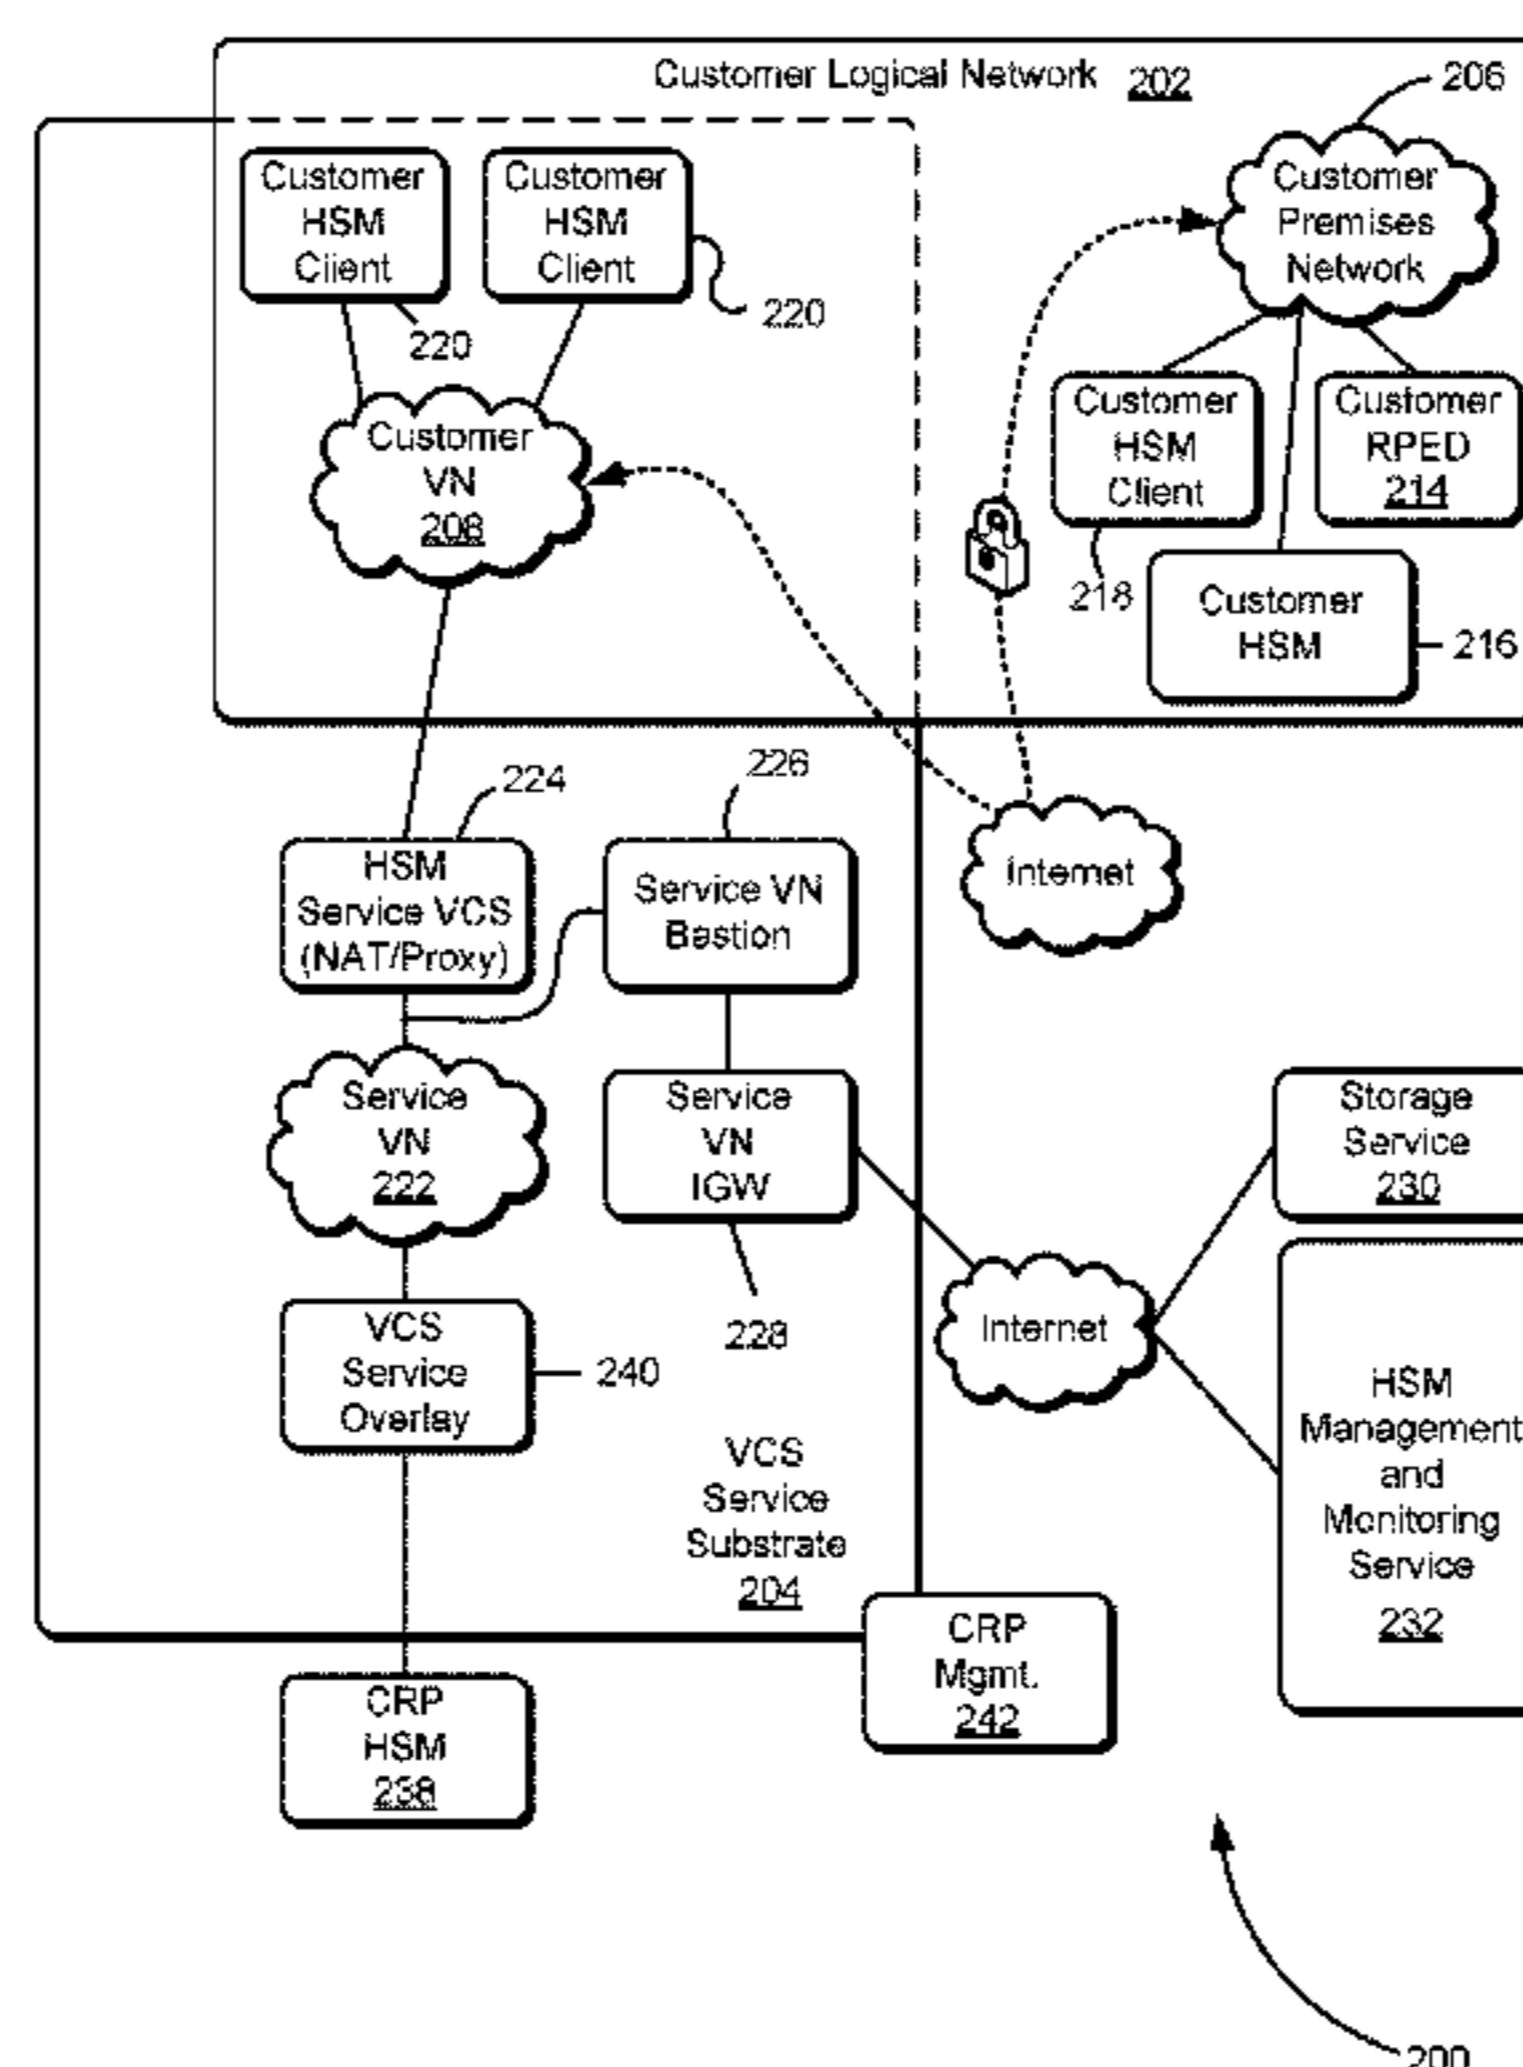 Customer Logical Network 202
206
Customer
HSM
Client
220
Customer
HSM
Client
220
Customer
Premises
Network
Customer
VN
208
Customer
HSM
Client
218
Customer
RPED
214
Customer
HSM
216
224
HSM
Service VCS
(NAT/Proxy)
226
Service VN
Bastion
Internet
Service
VN
222
Service
VN
IGW
228
Storage
Service
230
Internet
VCS
Service
Overlay
240
HSM
Management
and
Monitoring
Service
232
VCS
Service
Substrate
204
CRP
Mgmt.
242
CRP
HSM
238
200